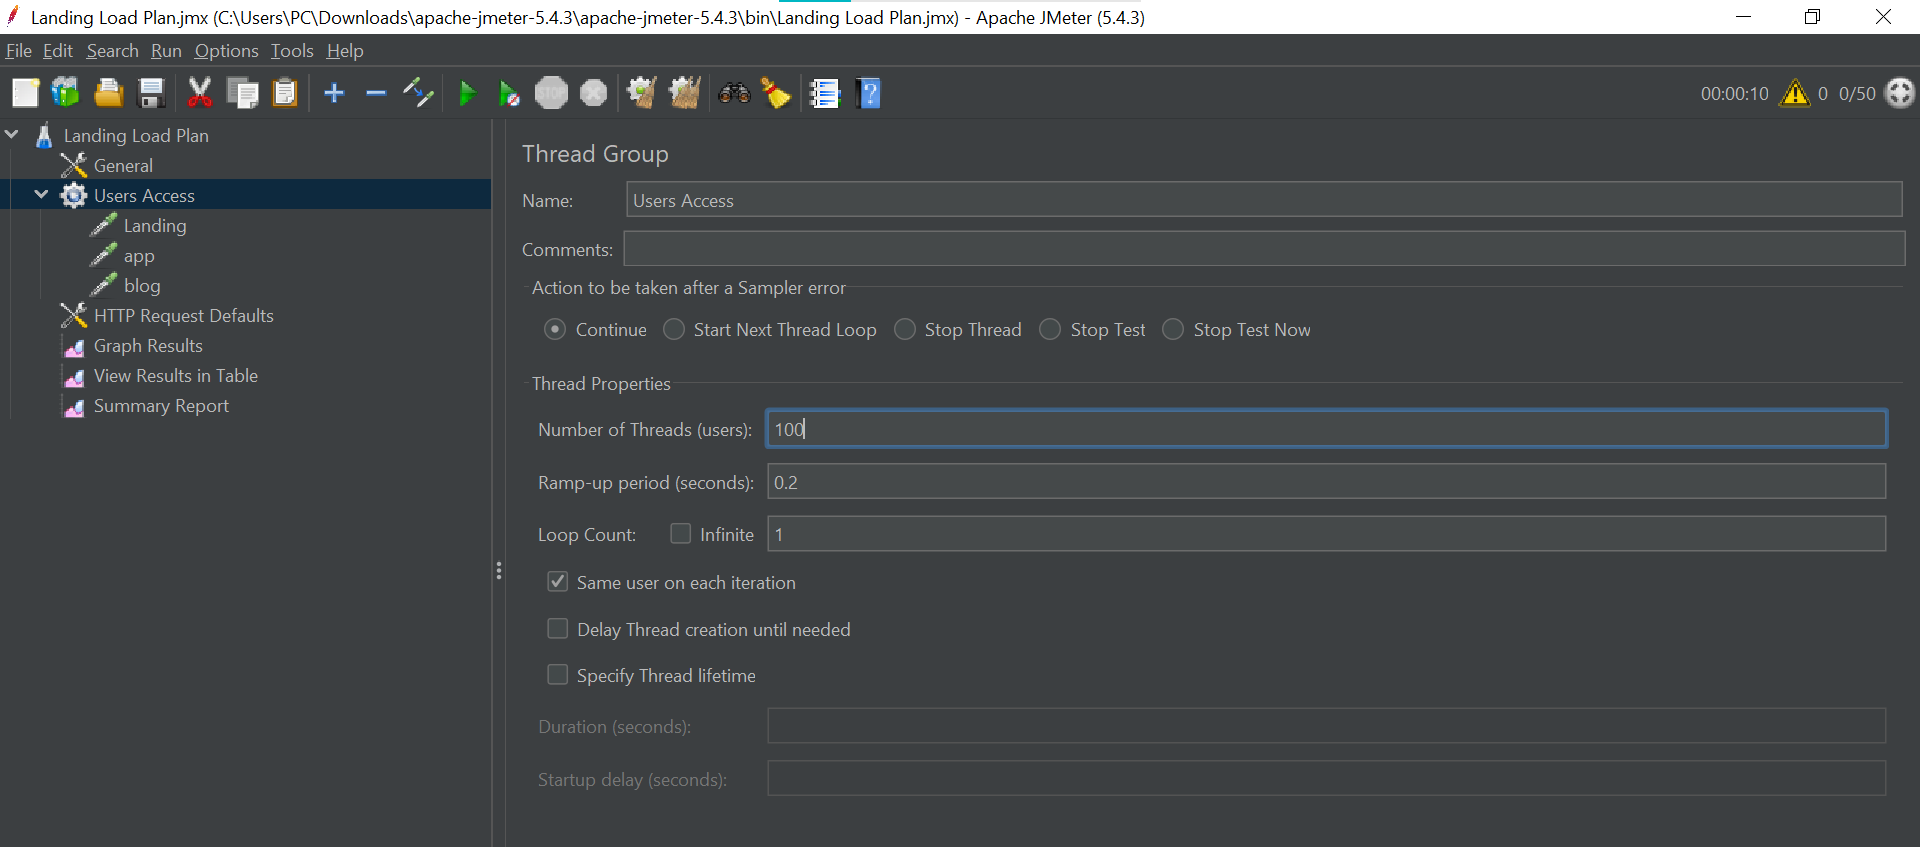 Landing Load Plan.jmx (C:\Users\PC\Downloads\apache-jmeter-5.4.3\apache-jmeter-5.4.3\bin\Landing Load Plan.jmx) - Apache JMeter (5.4.3)
File Edit Search Run Options Tools Help
STOP
?
00:00:10 0 0/50
Landing Load Plan
General
Users Access
Landing
app
blog
HTTP Request Defaults
Graph Results
View Results in Table
Summary Report
Thread Group
Name: Users Access
Comments:
Action to be taken after a Sampler error
Continue Start Next Thread Loop Stop Thread Stop Test Stop Test Now
Thread Properties
Number of Threads (users): 100
Ramp-up period (seconds): 0.2
Loop Count: Infinite 1
Same user on each iteration
Delay Thread creation until needed
Specify Thread lifetime
Duration (seconds):
Startup delay (seconds):